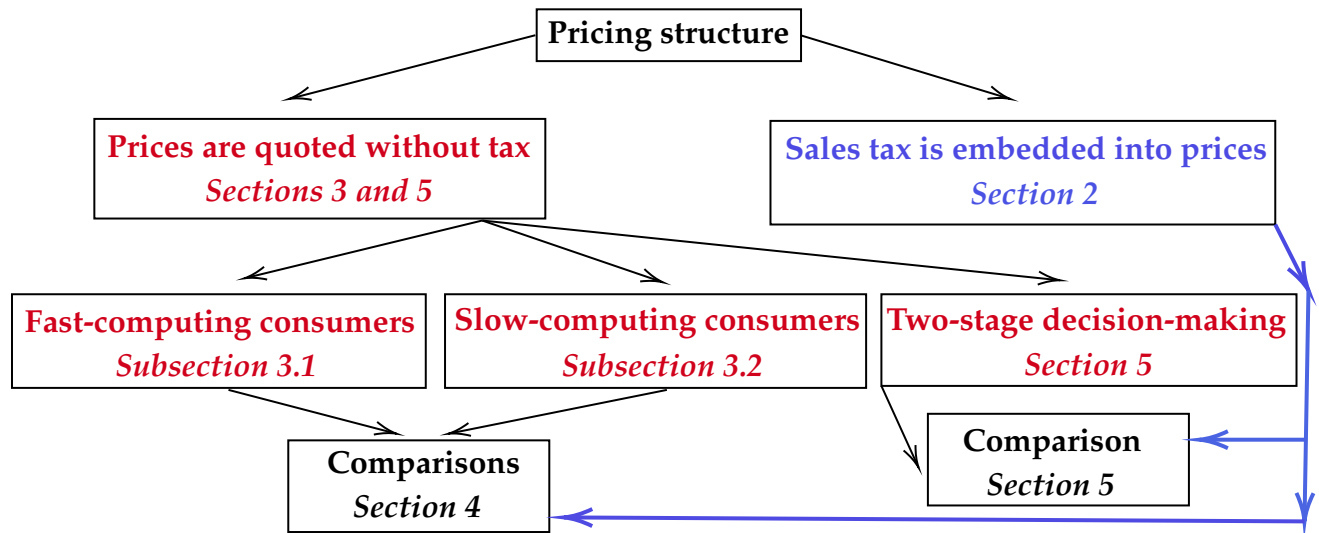 Pricing structure
Prices are quoted without tax
Sections 3 and 5
Sales tax is embedded into prices
Section 2
Fast-computing consumers
Subsection 3.1
Slow-computing consumers
Subsection 3.2
Two-stage decision-making
Section 5
Comparisons
Section 4
Comparison
Section 5